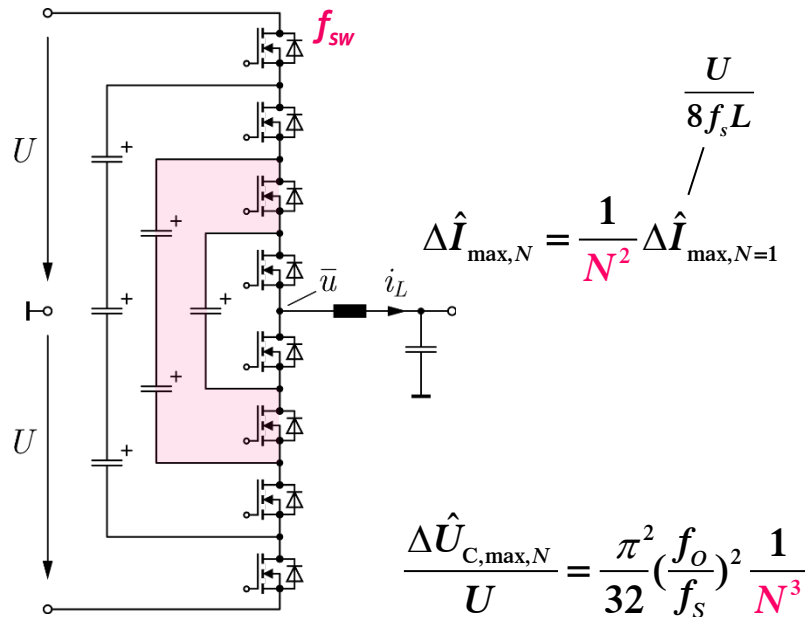 f_sw
U
U
+
+
+
+
+
+
ū
i_L
U
8f_sL
ΔÎ_max,N = 1/N² ΔÎ_max,N=1
ΔÛ_C,max,N / U = π²/32 (f_O/f_S)² 1/N³